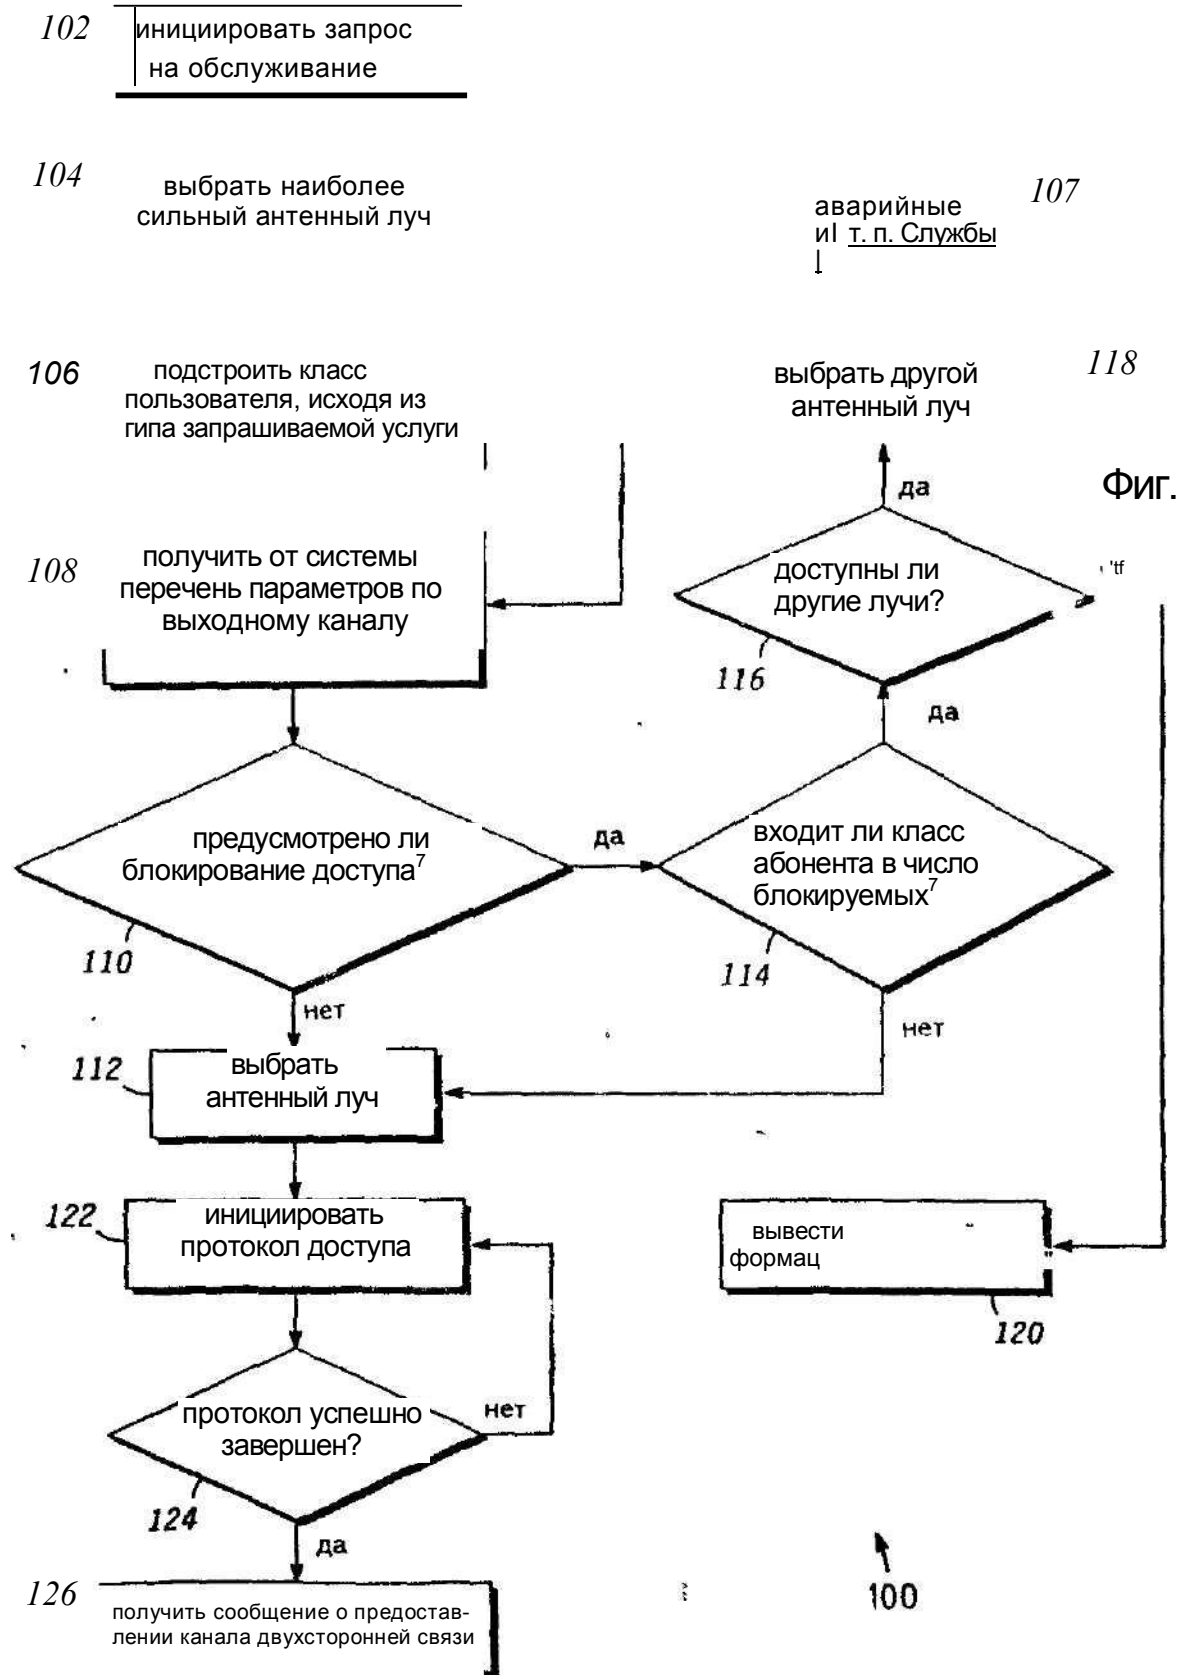 102
инициировать запрос
на обслуживание
104
выбрать наиболее
сильный антенный луч
107
аварийные
иl т. п. Службы
106
подстроить класс
пользователя, исходя из
гипа запрашиваемой услуги
118
выбрать другой
антенный луч
да
Фиг.
108
получить от системы
перечень параметров по
выходному каналу
доступны ли
другие лучи?
'tf
116
да
предусмотрено ли
блокирование доступа7
да
входит ли класс
абонента в число
блокируемых7
110
114
нет
нет
112
выбрать
антенный луч
122
инициировать
протокол доступа
вывести
формац
120
протокол успешно
завершен?
нет
124
да
100
126
получить сообщение о предостав-
лении канала двухсторонней связи